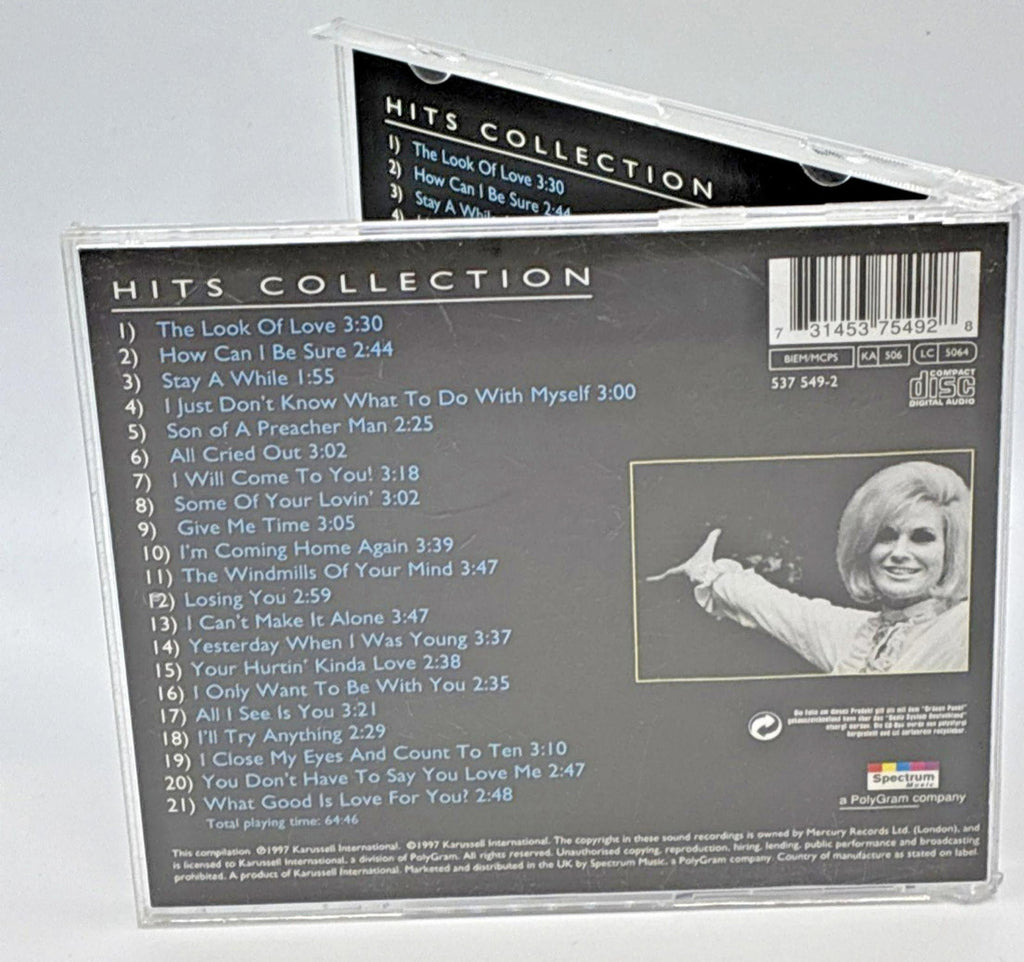 HITS COLLECTION
1) The Look Of Love 3:30
2) How Can I Be Sure 2:44
3) Stay A Whil
4)
HITS COLLECTION
1) The Look Of Love 3:30
2) How Can I Be Sure 2:44
3) Stay A While 1:55
4) I Just Don't Know What To Do With Myself 3:00
5) Son of A Preacher Man 2:25
6) All Cried Out 3:02
7) I Will Come To You! 3:18
8) Some Of Your Lovin' 3:02
9) Give Me Time 3:05
10) I'm Coming Home Again 3:39
11) The Windmills Of Your Mind 3:47
12) Losing You 2:59
13) I Can't Make It Alone 3:47
14) Yesterday When I Was Young 3:37
15) Your Hurtin' Kinda Love 2:38
16) I Only Want To Be With You 2:35
17) All I See Is You 3:21
18) I'll Try Anything 2:29
19) I Close My Eyes And Count To Ten 3:10
20) You Don't Have To Say You Love Me 2:47
21) What Good Is Love For You? 2:48
Total playing time: 64:46
7 31453 75492 8
BIEM/MCPS KA 506 LC 5064
537 549-2
COMPACT
disc
DIGITAL AUDIO
Die Folie um dieses Produkt gilt als mit dem "Grünen Punkt"
Spectrum
Music
a PolyGram company
This compilation ℗1997 Karussell International. ©1997 Karussell International. The copyright in these sound recordings is owned by Mercury Records Ltd. (London), and
is licensed to Karussell International, a division of PolyGram. All rights reserved. Unauthorised copying, reproduction, hiring, lending, public performance and broadcasting
prohibited. A product of Karussell International. Marketed and distributed in the UK by Spectrum Music, a PolyGram company. Country of manufacture as stated on label.